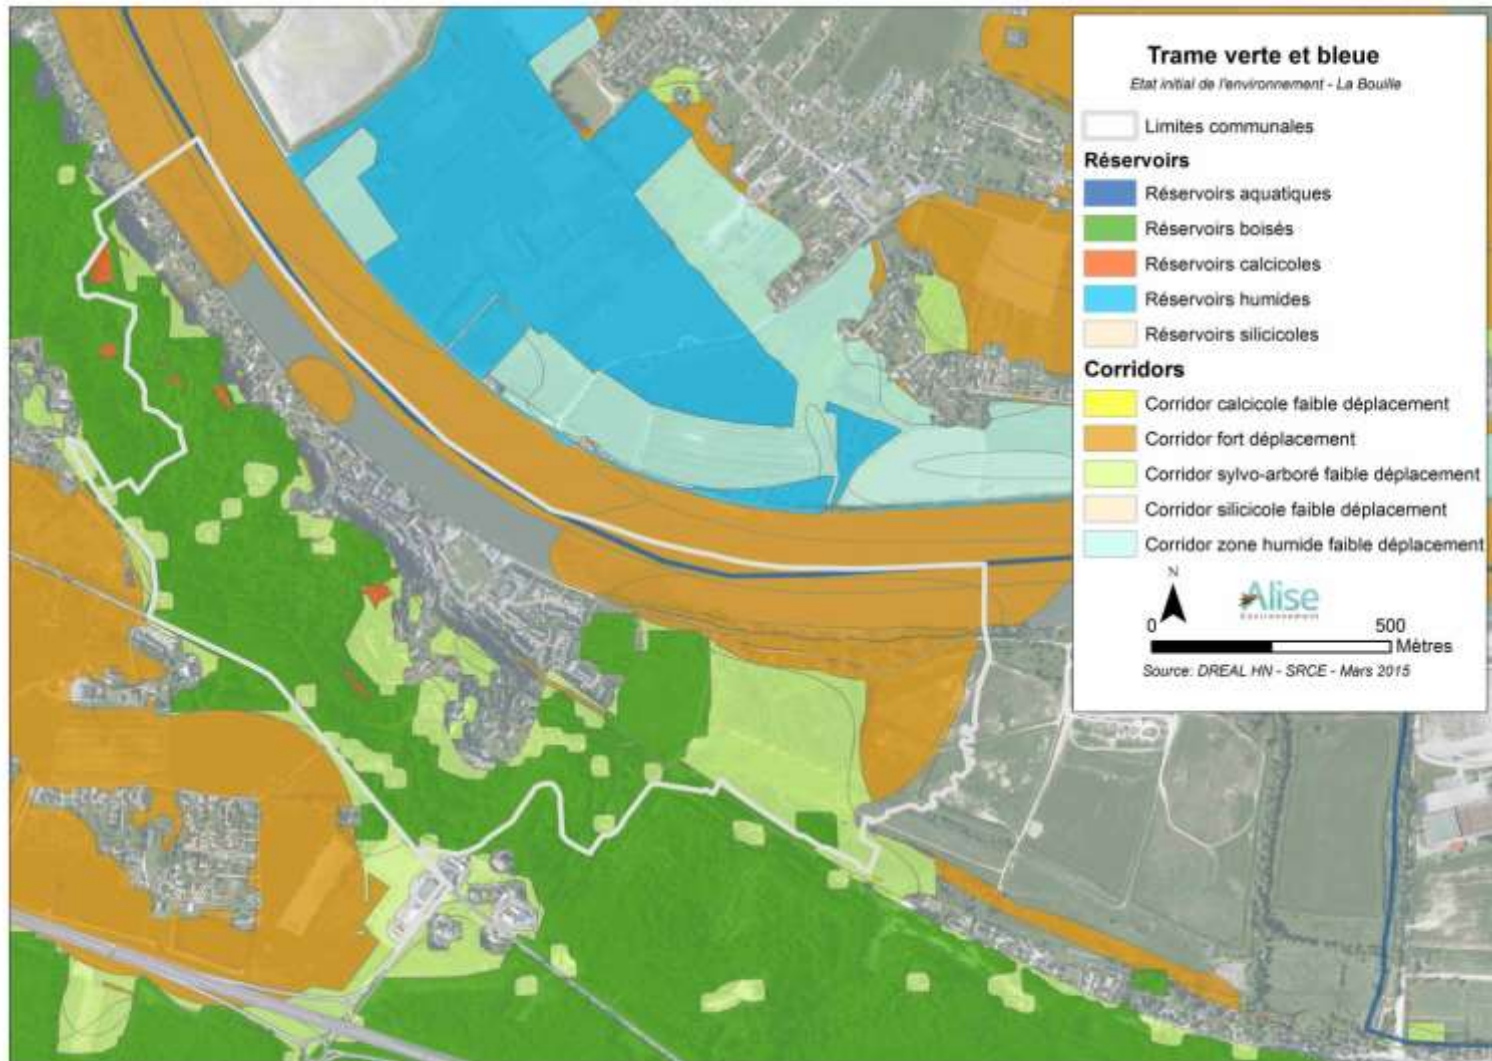 Trame verte et bleue
Etat initial de l'environnement - La Bouille
Limites communales
Réservoirs
Réservoirs aquatiques
Réservoirs boisés
Réservoirs calcicoles
Réservoirs humides
Réservoirs silicicoles
Corridors
Corridor calcicole faible déplacement
Corridor fort déplacement
Corridor sylvo-arboré faible déplacement
Corridor silicicole faible déplacement
Corridor zone humide faible déplacement
N
Alise
Environnement
0 500
Mètres
Source: DREAL HN - SRCE - Mars 2015